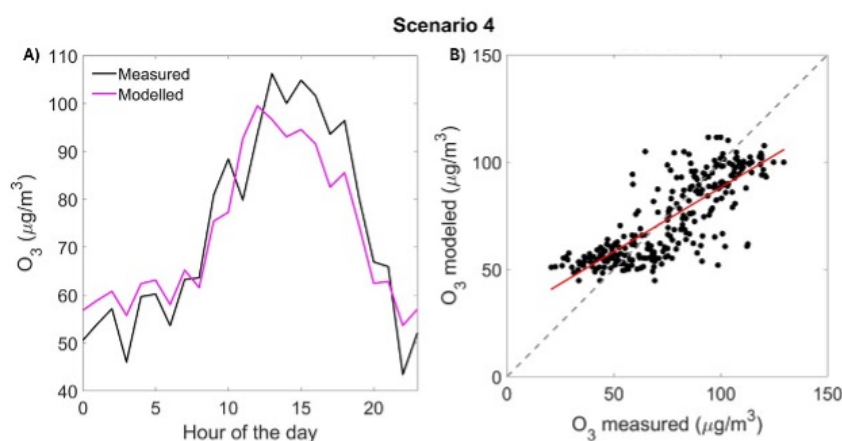 Scenario 4
A)
Measured
Modelled
O3 (μg/m3)
110
100
90
80
70
60
50
40
0 5 10 15 20
Hour of the day
B)
O3 modeled (μg/m3)
150
100
50
0
0 50 100 150
O3 measured (μg/m3)